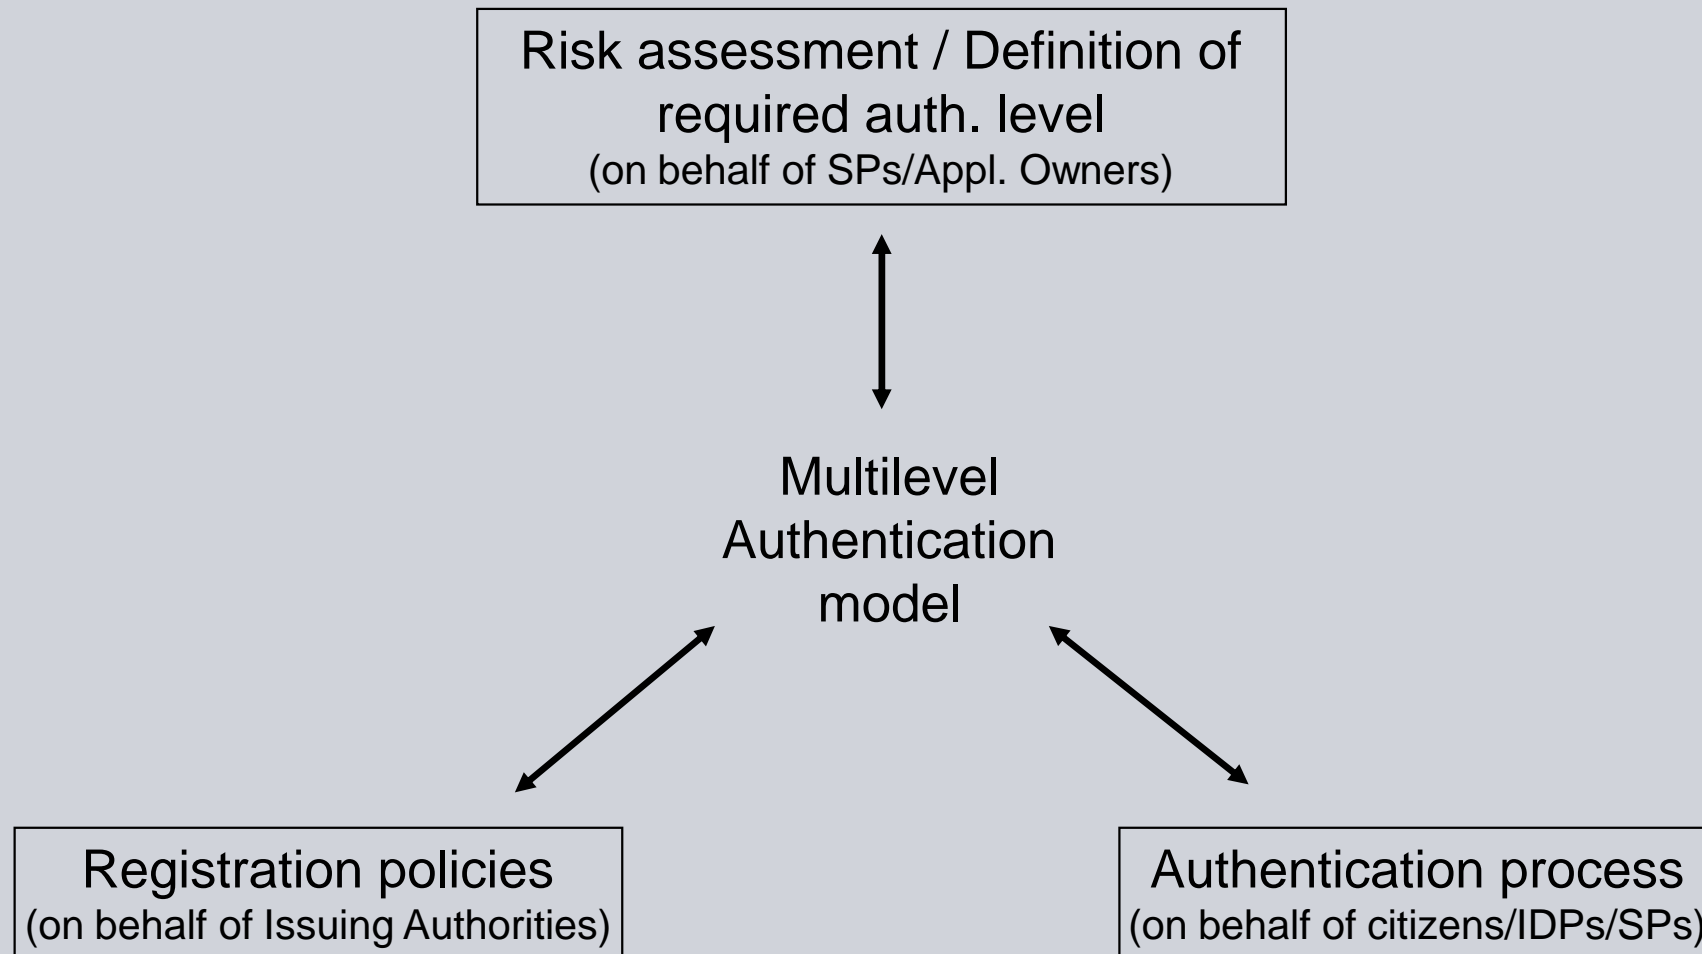 Risk assessment / Definition of
required auth. level
(on behalf of SPs/Appl. Owners)
Multilevel
Authentication
model
Registration policies
(on behalf of Issuing Authorities)
Authentication process
(on behalf of citizens/IDPs/SPs)